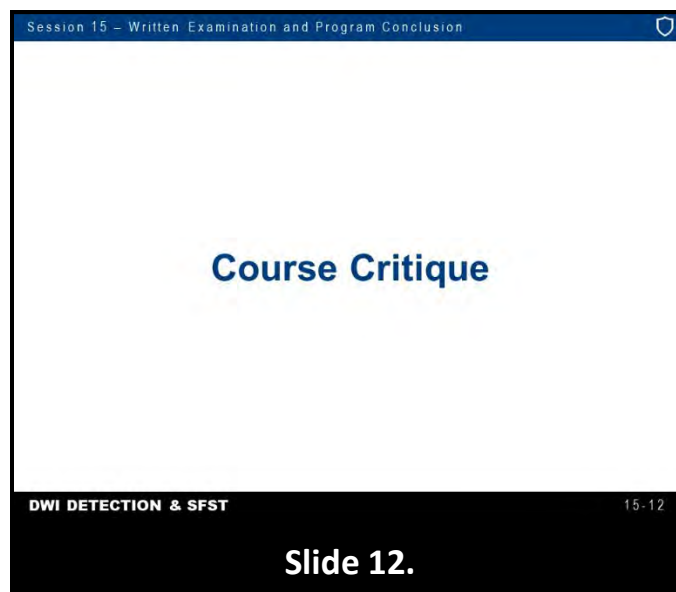 Session 15 – Written Examination and Program Conclusion
Course Critique
DWI DETECTION & SFST
15-12
Slide 12.